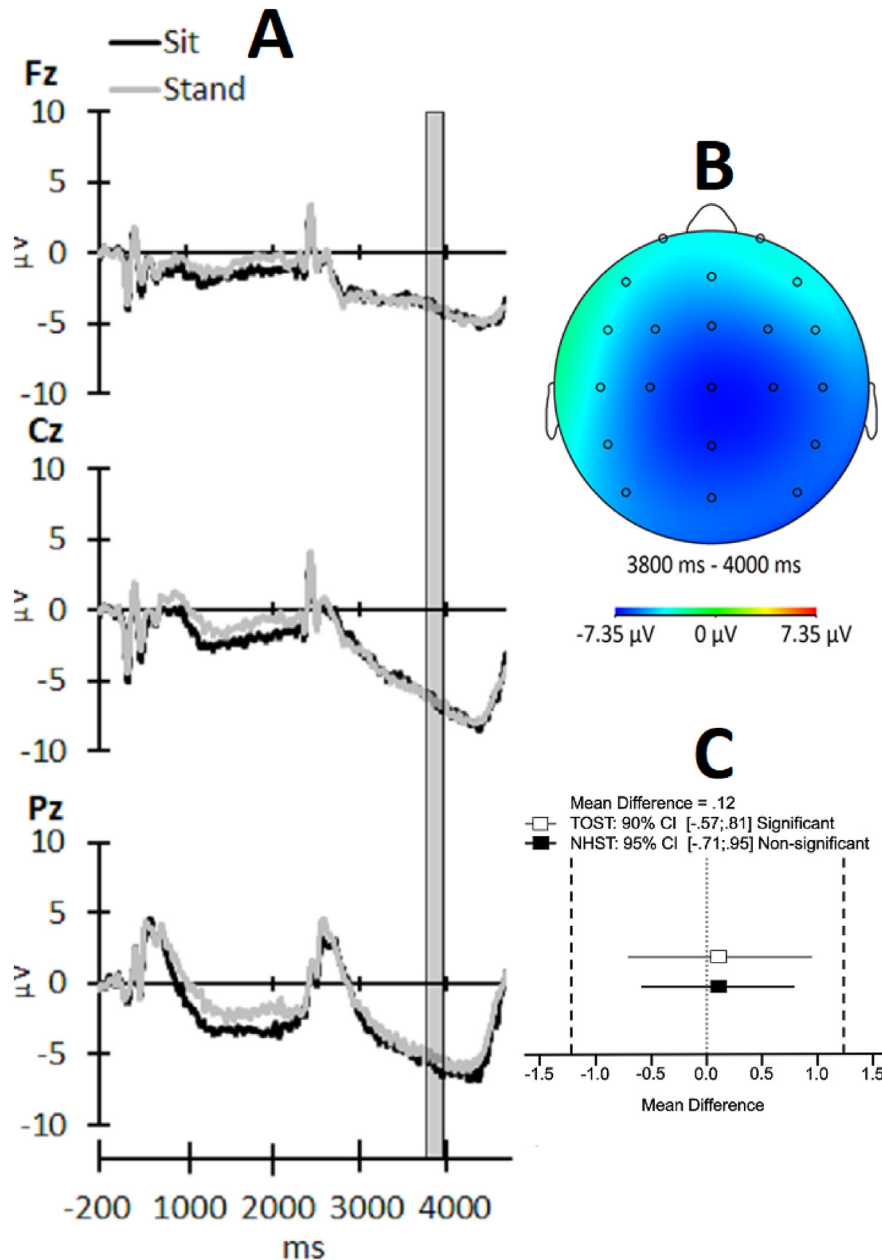 A
Sit
Stand
Fz
10
5
0
-5
-10
µV
Cz
10
5
0
-5
-10
µV
Pz
10
5
0
-5
-10
µV
-200 1000 2000 3000 4000
ms
B
3800 ms - 4000 ms
-7.35 µV 0 µV 7.35 µV
C
Mean Difference = .12
TOST: 90% CI [-.57;.81] Significant
NHST: 95% CI [-.71;.95] Non-significant
-1.5 -1.0 -0.5 0.0 0.5 1.0 1.5
Mean Difference